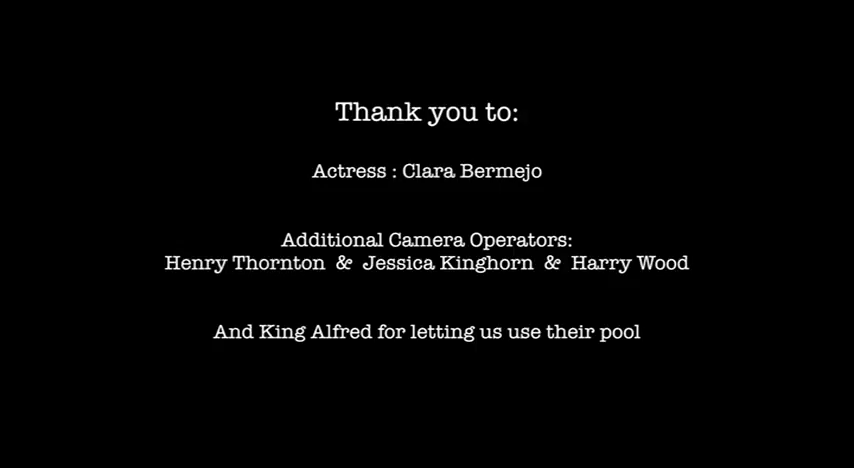 Thank you to:
Actress : Clara Bermejo
Additional Camera Operators:
Henry Thornton & Jessica Kinghorn & Harry Wood
And King Alfred for letting us use their pool